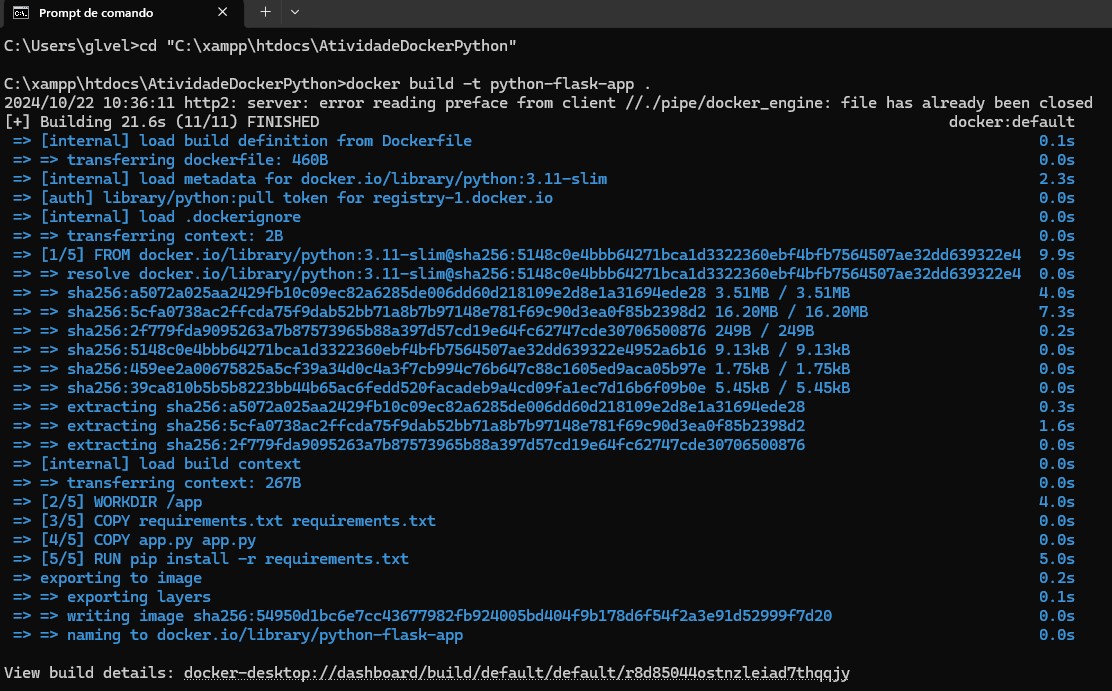 Prompt de comando
C:\Users\glvel>cd "C:\xampp\htdocs\AtividadeDockerPython"
C:\xampp\htdocs\AtividadeDockerPython>docker build -t python-flask-app .
2024/10/22 10:36:11 http2: server: error reading preface from client //./pipe/docker_engine: file has already been closed
[+] Building 21.6s (11/11) FINISHED docker:default
=> [internal] load build definition from Dockerfile 0.1s
=> => transferring dockerfile: 460B 0.0s
=> [internal] load metadata for docker.io/library/python:3.11-slim 2.3s
=> [auth] library/python:pull token for registry-1.docker.io 0.0s
=> [internal] load .dockerignore 0.0s
=> => transferring context: 2B 0.0s
=> [1/5] FROM docker.io/library/python:3.11-slim@sha256:5148c0e4bbb64271bca1d3322360ebf4bfb7564507ae32dd639322e4 9.9s
=> => resolve docker.io/library/python:3.11-slim@sha256:5148c0e4bbb64271bca1d3322360ebf4bfb7564507ae32dd639322e4 0.0s
=> => sha256:a5072a025aa2429fb10c09ec82a6285de006dd60d218109e2d8e1a31694ede28 3.51MB / 3.51MB 4.0s
=> => sha256:5cfa0738ac2ffcda75f9dab52bb71a8b7b97148e781f69c90d3ea0f85b2398d2 16.20MB / 16.20MB 7.3s
=> => sha256:2f779fda9095263a7b87573965b88a397d57cd19e64fc62747cde30706500876 249B / 249B 0.2s
=> => sha256:5148c0e4bbb64271bca1d3322360ebf4bfb7564507ae32dd639322e4952a6b16 9.13kB / 9.13kB 0.0s
=> => sha256:459ee2a00675825a5cf39a34d0c4a3f7cb994c76b647c88c1605ed9aca05b97e 1.75kB / 1.75kB 0.0s
=> => sha256:39ca810b5b5b8223bb44b65ac6fedd520facadeb9a4cd09fa1ec7d16b6f09b0e 5.45kB / 5.45kB 0.0s
=> => extracting sha256:a5072a025aa2429fb10c09ec82a6285de006dd60d218109e2d8e1a31694ede28 0.3s
=> => extracting sha256:5cfa0738ac2ffcda75f9dab52bb71a8b7b97148e781f69c90d3ea0f85b2398d2 1.6s
=> => extracting sha256:2f779fda9095263a7b87573965b88a397d57cd19e64fc62747cde30706500876 0.0s
=> [internal] load build context 0.0s
=> => transferring context: 267B 0.0s
=> [2/5] WORKDIR /app 4.0s
=> [3/5] COPY requirements.txt requirements.txt 0.0s
=> [4/5] COPY app.py app.py 0.0s
=> [5/5] RUN pip install -r requirements.txt 5.0s
=> exporting to image 0.2s
=> => exporting layers 0.1s
=> => writing image sha256:54950d1bc6e7cc43677982fb924005bd404f9b178d6f54f2a3e91d52999f7d20 0.0s
=> => naming to docker.io/library/python-flask-app 0.0s
View build details: docker-desktop://dashboard/build/default/default/r8d85044ostnzleiad7thqqjy